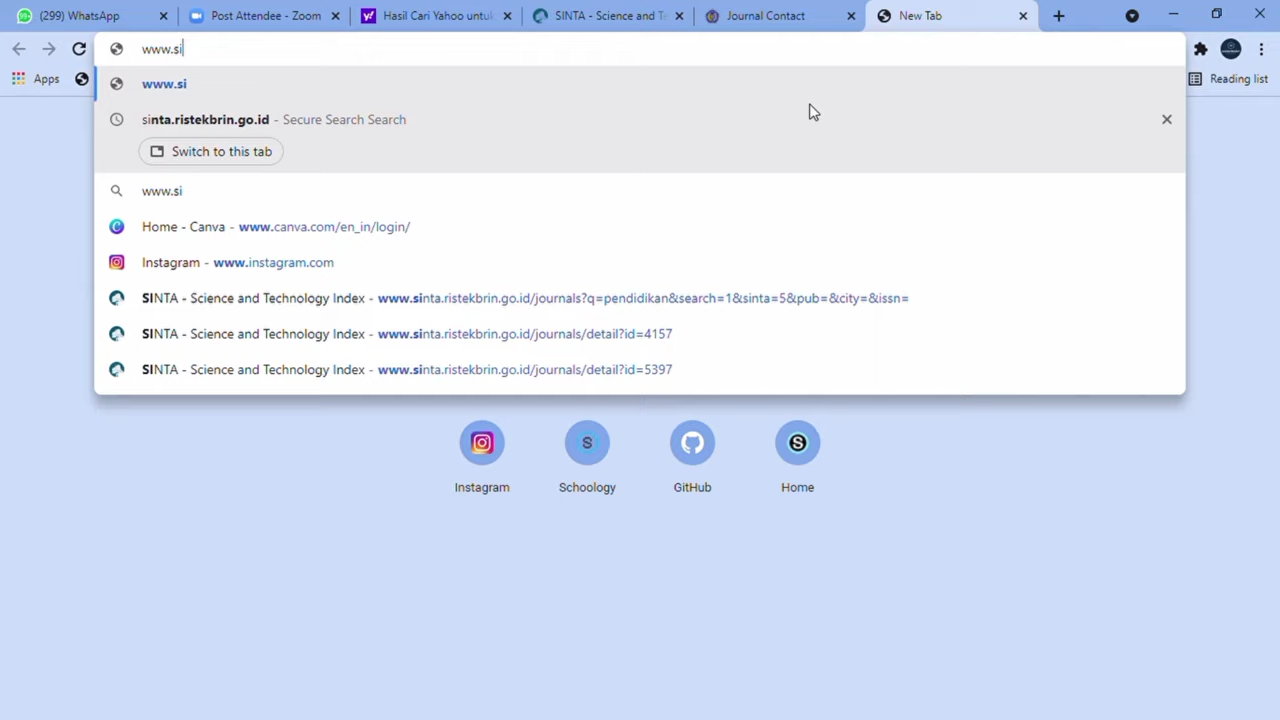 (299) WhatsApp
Post Attendee - Zoom
Hasil Cari Yahoo untuk
SINTA - Science and Te
Journal Contact
New Tab
www.si
Apps
Reading list
www.si
sinta.ristekbrin.go.id - Secure Search Search
Switch to this tab
www.si
Home - Canva - www.canva.com/en_in/login/
Instagram - www.instagram.com
SINTA - Science and Technology Index - www.sinta.ristekbrin.go.id/journals?q=pendidikan&search=1&sinta=5&pub=&city=&issn=
SINTA - Science and Technology Index - www.sinta.ristekbrin.go.id/journals/detail?id=4157
SINTA - Science and Technology Index - www.sinta.ristekbrin.go.id/journals/detail?id=5397
S
S
Instagram
Schoology
GitHub
Home